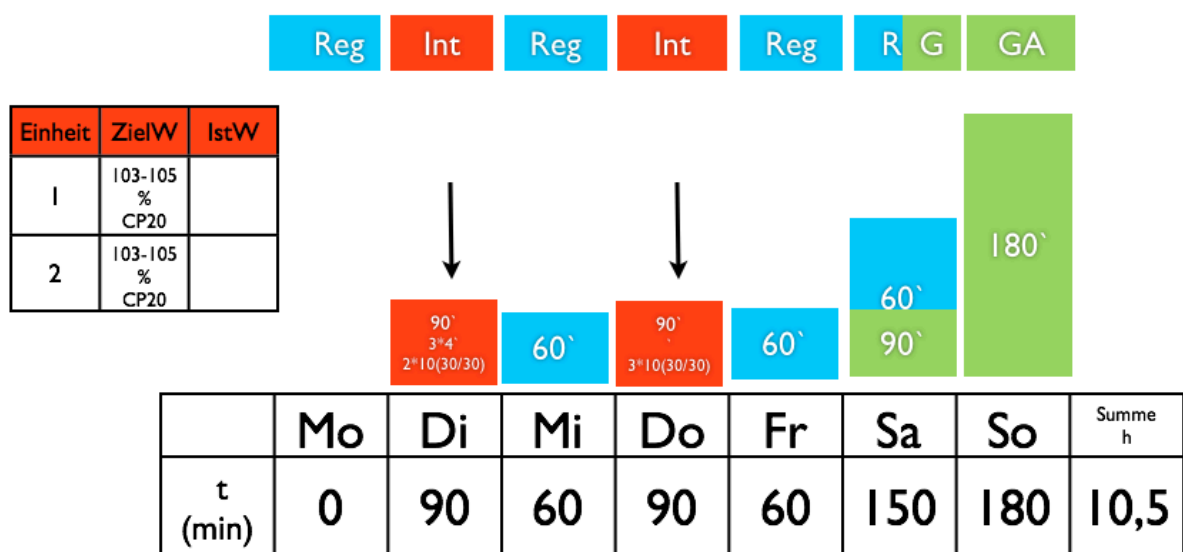 Reg Int Reg Int Reg R G GA
Einheit ZielW IstW
1 103-105
%
CP20
2 103-105
%
CP20
90`
3*4`
2*10(30/30)
60`
90`
`
3*10(30/30)
60`
60`
90`
180`
Mo Di Mi Do Fr Sa So Summe
h
t
(min) 0 90 60 90 60 150 180 10,5